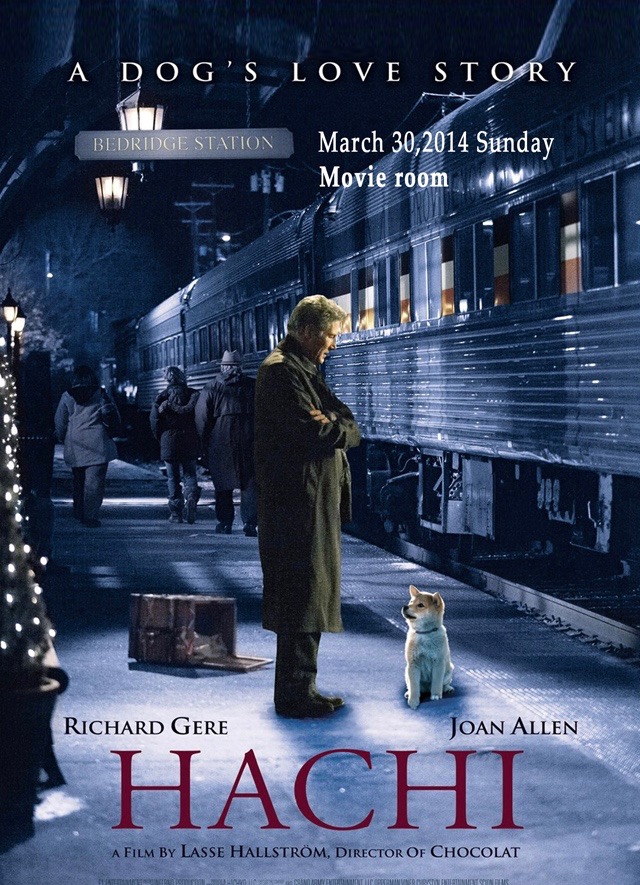 A DOG'S LOVE STORY
BEDRIDGE STATION
March 30,2014 Sunday
Movie room
RICHARD GERE
JOAN ALLEN
HACHI
A FILM BY LASSE HALLSTRÖM, DIRECTOR OF CHOCOLAT